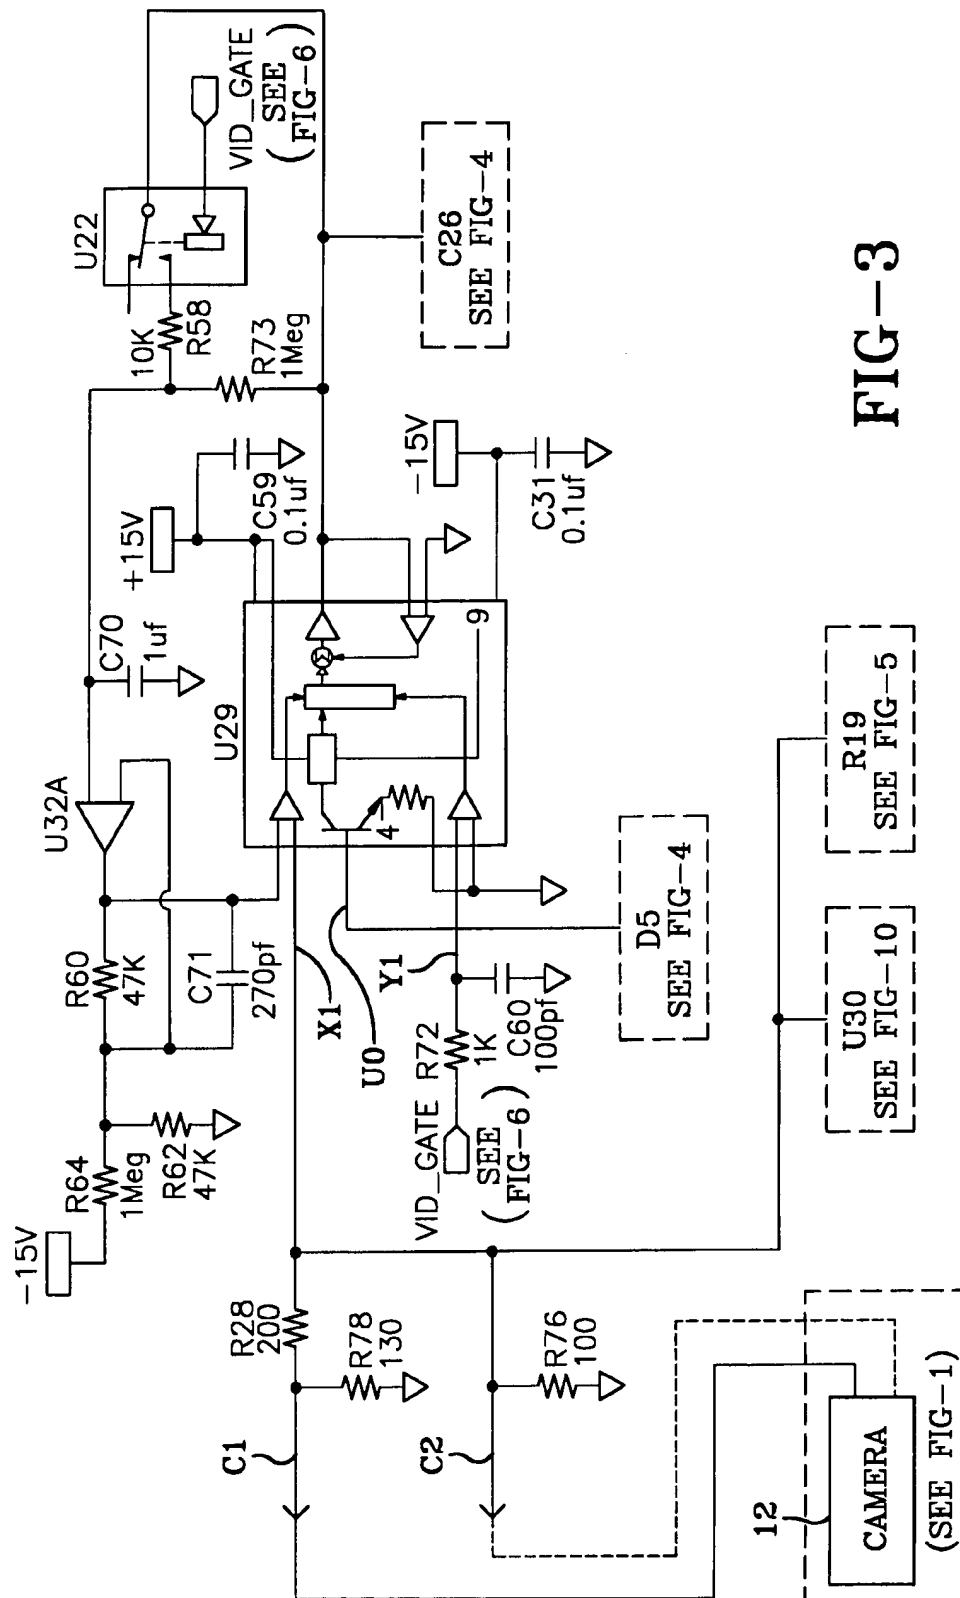 -15V
R64
1Meg
R62
47K
R60
47K
C71
270pf
U32A
C70
1uf
10K
R58
U22
VID_GATE
(SEE
FIG-6)
R73
1Meg
+15V
C59
0.1uf
U29
4
9
-15V
C31
0.1uf
C26
SEE FIG-4
X1
U0
Y1
VID_GATE
(SEE
FIG-6)
R72
1K
C60
100pf
D5
SEE FIG-4
R28
200
R78
130
C1
C2
R76
100
12
CAMERA
(SEE FIG-1)
U30
SEE FIG-10
R19
SEE FIG-5
FIG-3